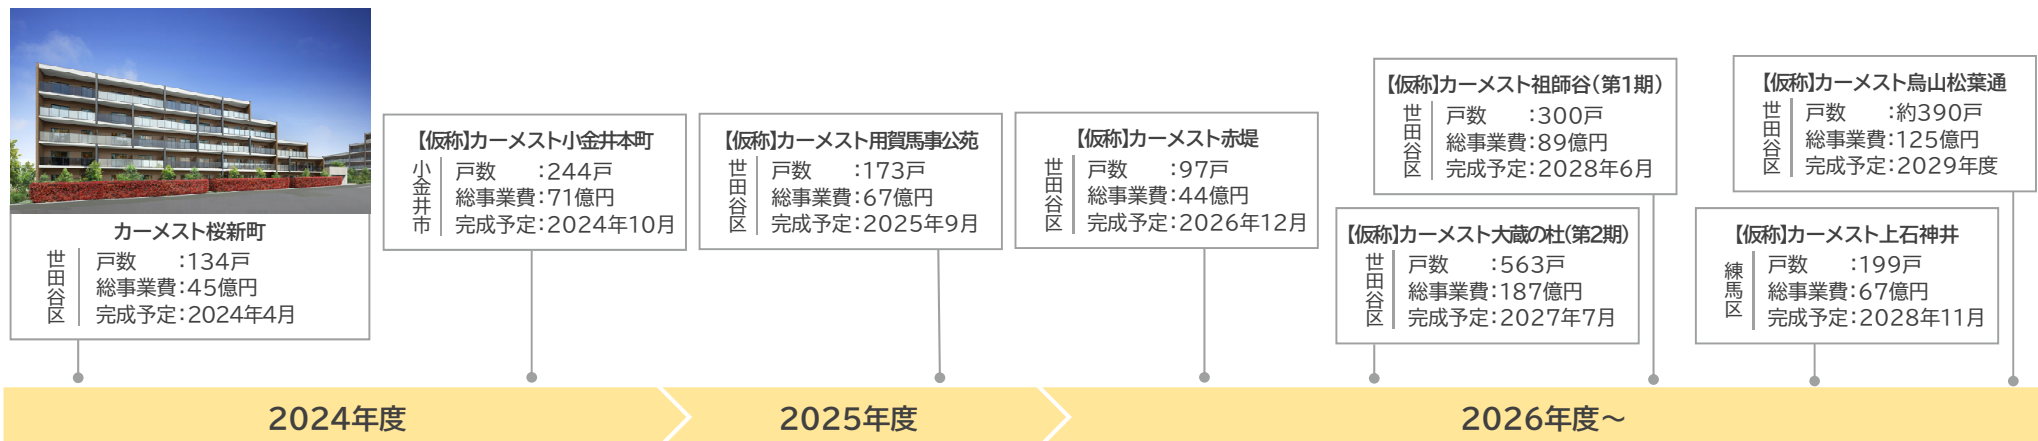 カーメスト桜新町
世田谷区
戸数　　：134戸
総事業費：45億円
完成予定：2024年4月
【仮称】カーメスト小金井本町
小金井市
戸数　　：244戸
総事業費：71億円
完成予定：2024年10月
【仮称】カーメスト用賀馬事公苑
世田谷区
戸数　　：173戸
総事業費：67億円
完成予定：2025年9月
【仮称】カーメスト赤堤
世田谷区
戸数　　：97戸
総事業費：44億円
完成予定：2026年12月
【仮称】カーメスト祖師谷（第1期）
世田谷区
戸数　　：300戸
総事業費：89億円
完成予定：2028年6月
【仮称】カーメスト大蔵の杜（第2期）
世田谷区
戸数　　：563戸
総事業費：187億円
完成予定：2027年7月
【仮称】カーメスト烏山松葉通
世田谷区
戸数　　：約390戸
総事業費：125億円
完成予定：2029年度
【仮称】カーメスト上石神井
練馬区
戸数　　：199戸
総事業費：67億円
完成予定：2028年11月
2024年度
2025年度
2026年度～